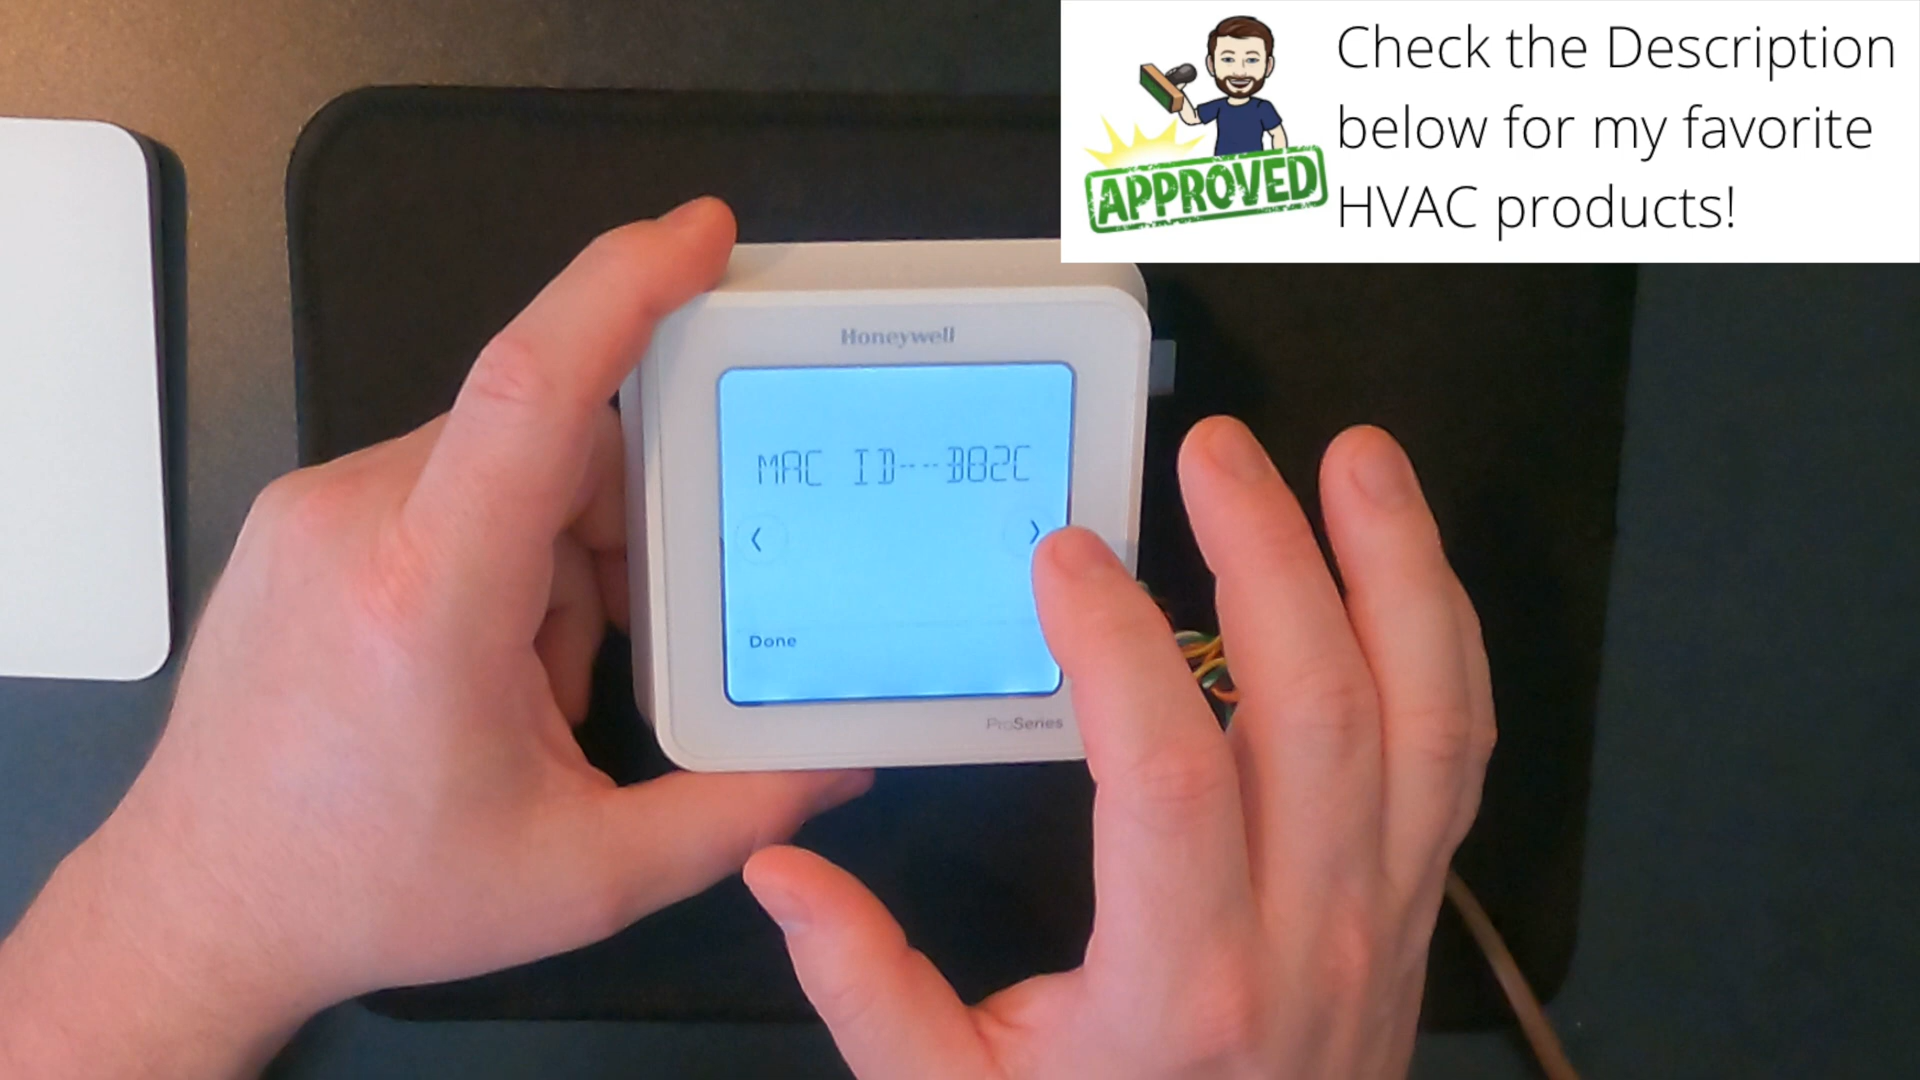 Check the Description
below for my favorite
HVAC products!
APPROVED
Honeywell
MAC ID---B82C
Done
ProSeries